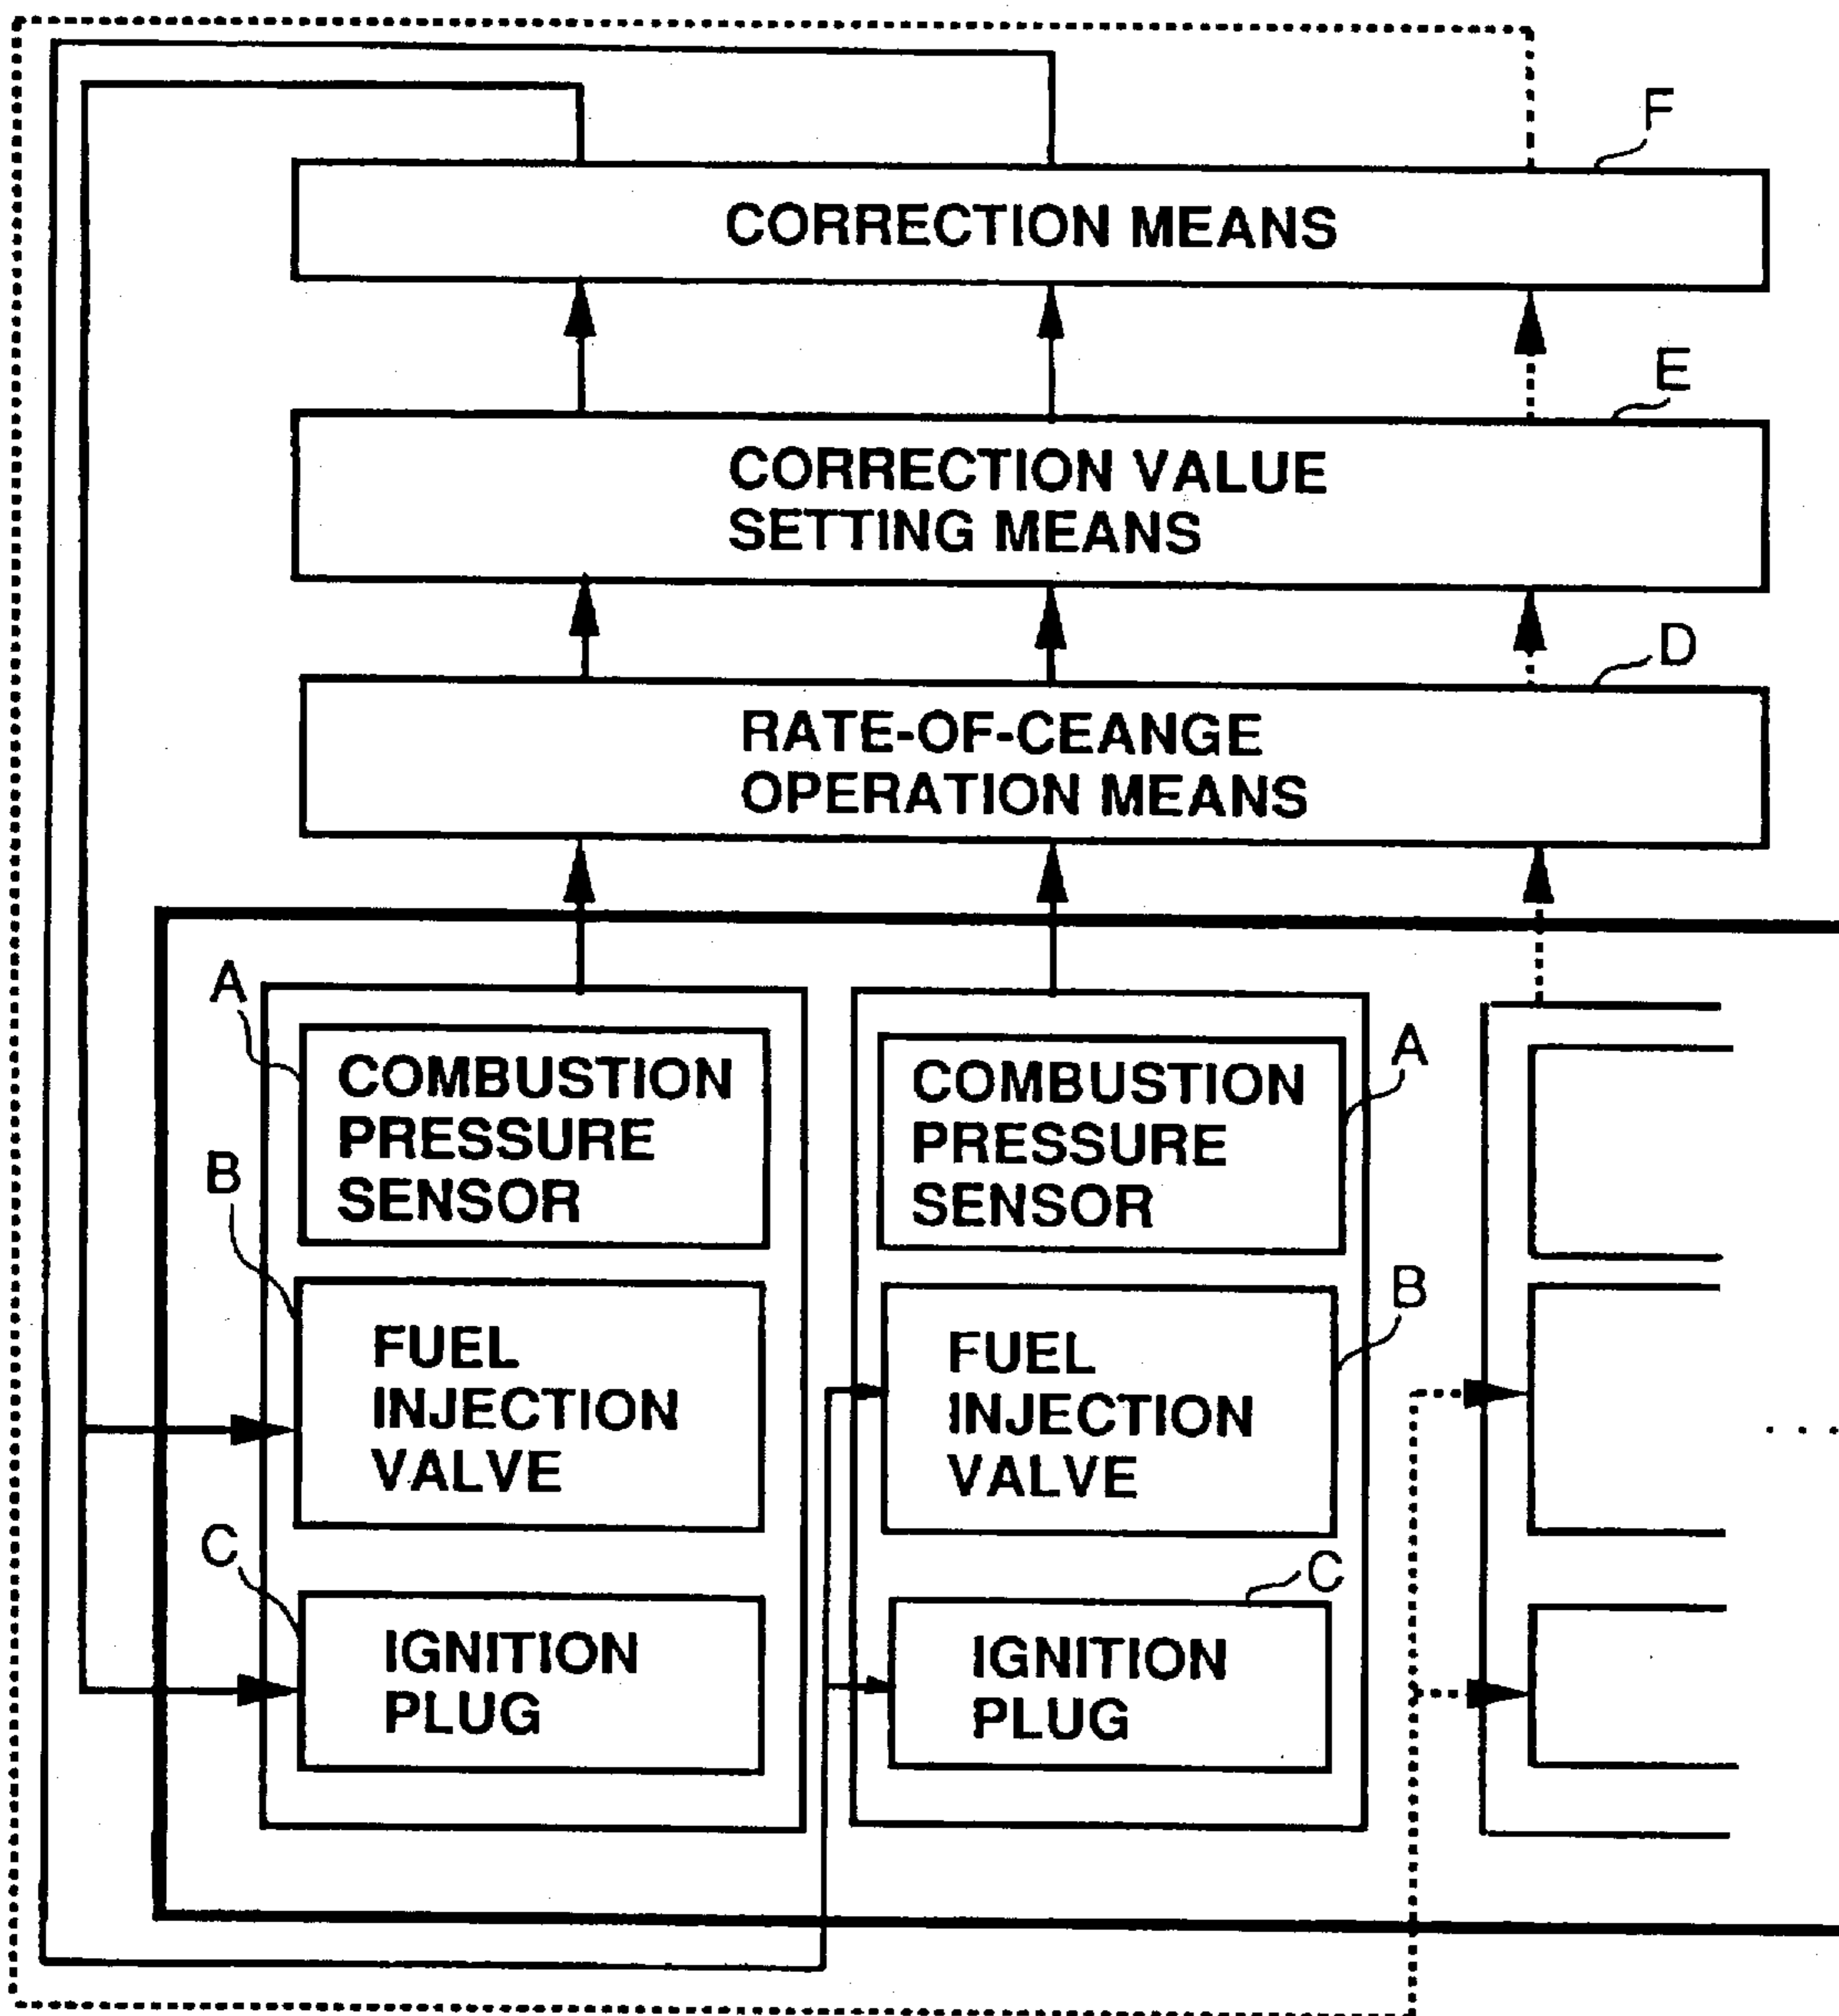 F
CORRECTION MEANS
E
CORRECTION VALUE
SETTING MEANS
D
RATE-OF-CEANGE
OPERATION MEANS
A
COMBUSTION
PRESSURE
SENSOR
B
FUEL
INJECTION
VALVE
C
IGNITION
PLUG
A
COMBUSTION
PRESSURE
SENSOR
B
FUEL
INJECTION
VALVE
C
IGNITION
PLUG